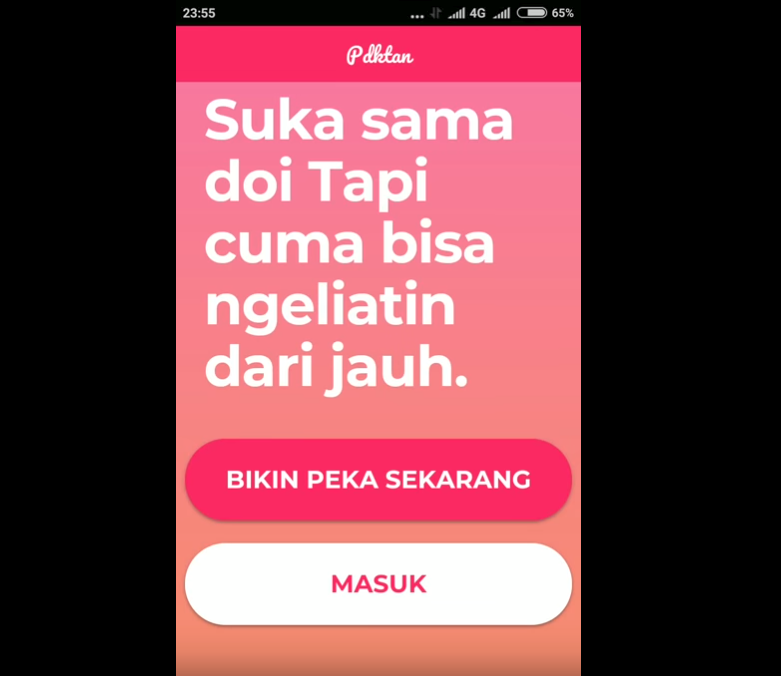 23:55 ... 4G 65%
Pdktan
Suka sama
doi Tapi
cuma bisa
ngeliatin
dari jauh.
BIKIN PEKA SEKARANG
MASUK